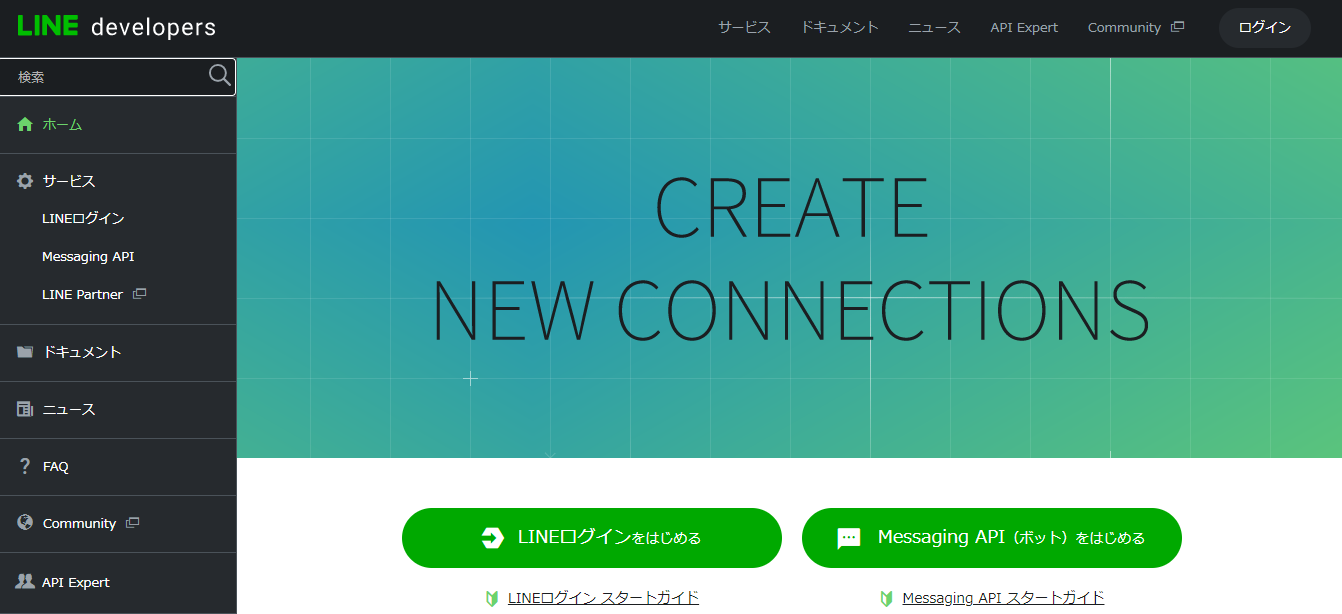 LINE developers
サービス
ドキュメント
ニュース
API Expert
Community
ログイン
検索
ホーム
サービス
LINEログイン
Messaging API
LINE Partner
ドキュメント
ニュース
FAQ
Community
API Expert
CREATE
NEW CONNECTIONS
LINEログインをはじめる
Messaging API（ボット）をはじめる
LINEログイン スタートガイド
Messaging API スタートガイド